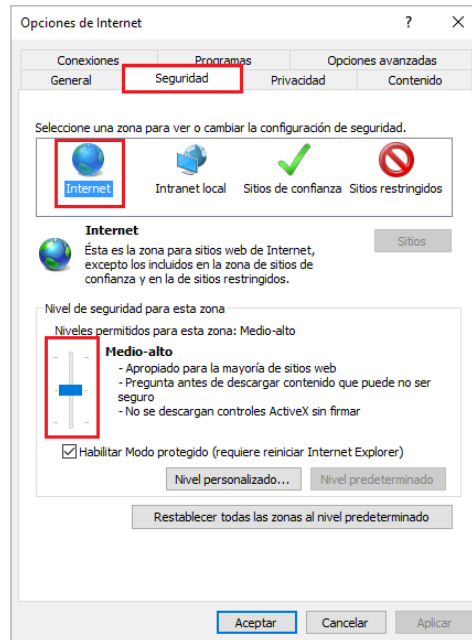 Opciones de Internet
?
Conexiones Programas Opciones avanzadas
General Seguridad Privacidad Contenido
Seleccione una zona para ver o cambiar la configuración de seguridad.
Internet Intranet local Sitios de confianza Sitios restringidos
Internet
Ésta es la zona para sitios web de Internet,
excepto los incluidos en la zona de sitios de
confianza y en la de sitios restringidos.
Sitios
Nivel de seguridad para esta zona
Niveles permitidos para esta zona: Medio-alto
Medio-alto
- Apropiado para la mayoría de sitios web
- Pregunta antes de descargar contenido que puede no ser
seguro
- No se descargan controles ActiveX sin firmar
Habilitar Modo protegido (requiere reiniciar Internet Explorer)
Nivel personalizado... Nivel predeterminado
Restablecer todas las zonas al nivel predeterminado
Aceptar Cancelar Aplicar